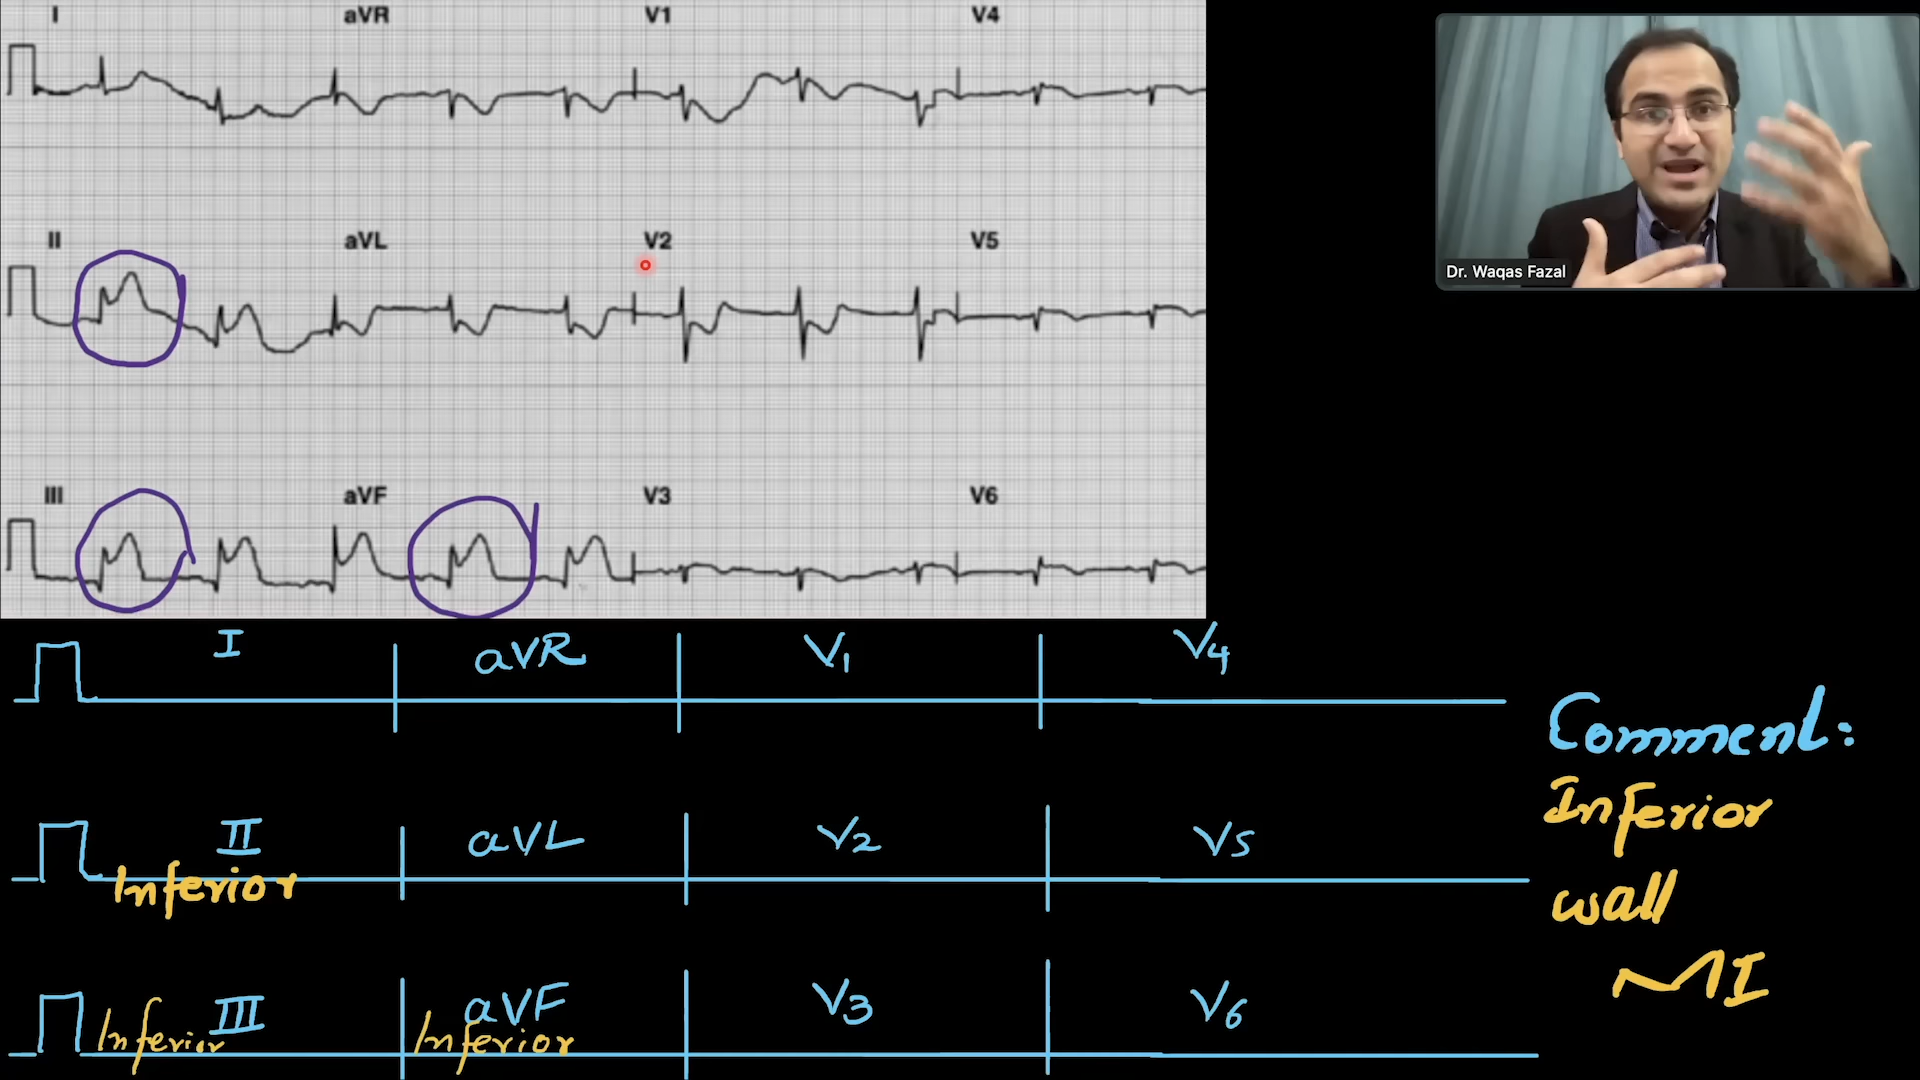 I aVR V1 V4
Dr. Waqas Fazal
II aVL V2 V5
III aVF V3 V6
I aVR V1 V4
Comment:
Inferior
wall
MI
II aVL V2 V5
Inferior
III aVF V3 V6
Inferior Inferior